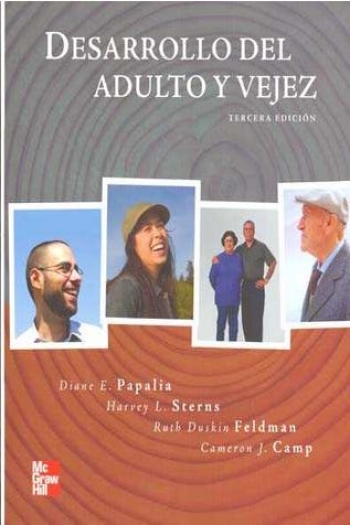 DESARROLLO DEL
ADULTO Y VEJEZ
TERCERA EDICIÓN
Diane E. Papalia
Harvey L. Sterns
Ruth Duskin Feldman
Cameron J. Camp
Mc
Graw
Hill